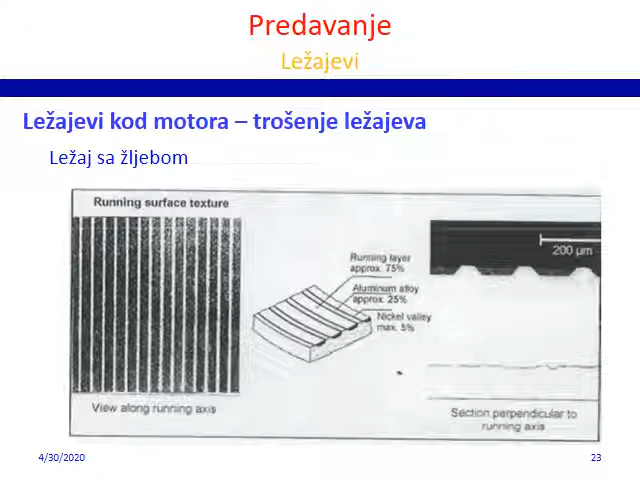 Predavanje
Ležajevi
Ležajevi kod motora – trošenje ležajeva
Ležaj sa žljebom
Running surface texture
Running layer
approx. 75%
Aluminum alloy
approx. 25%
Nickel valley
max. 5%
200 µm
View along running axis
Section perpendicular to
running axis
4/30/2020
23